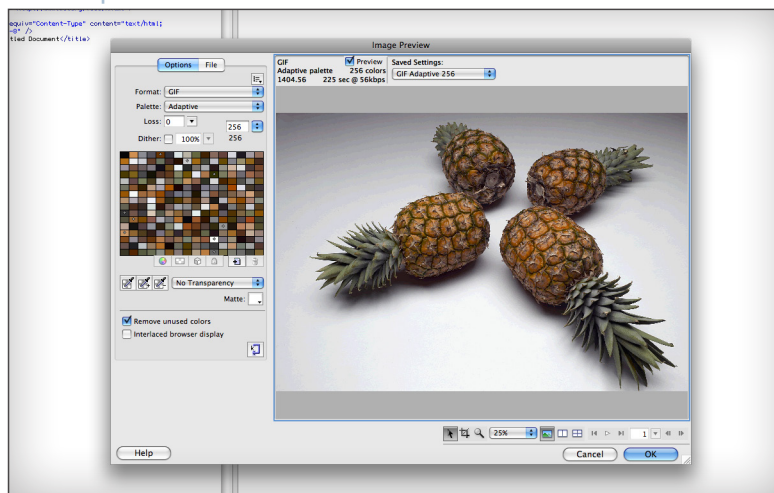 equiv="Content-Type" content="text/html;
-8" />
tled Document</title>
Image Preview
Options File
Format: GIF
Palette: Adaptive
Loss: 0
256
Dither: 100% 256
No Transparency
Matte:
Remove unused colors
Interlaced browser display
GIF Preview
Adaptive palette 256 colors
1404.56 225 sec @ 56kbps
Saved Settings:
GIF Adaptive 256
25%
1
Help
Cancel OK